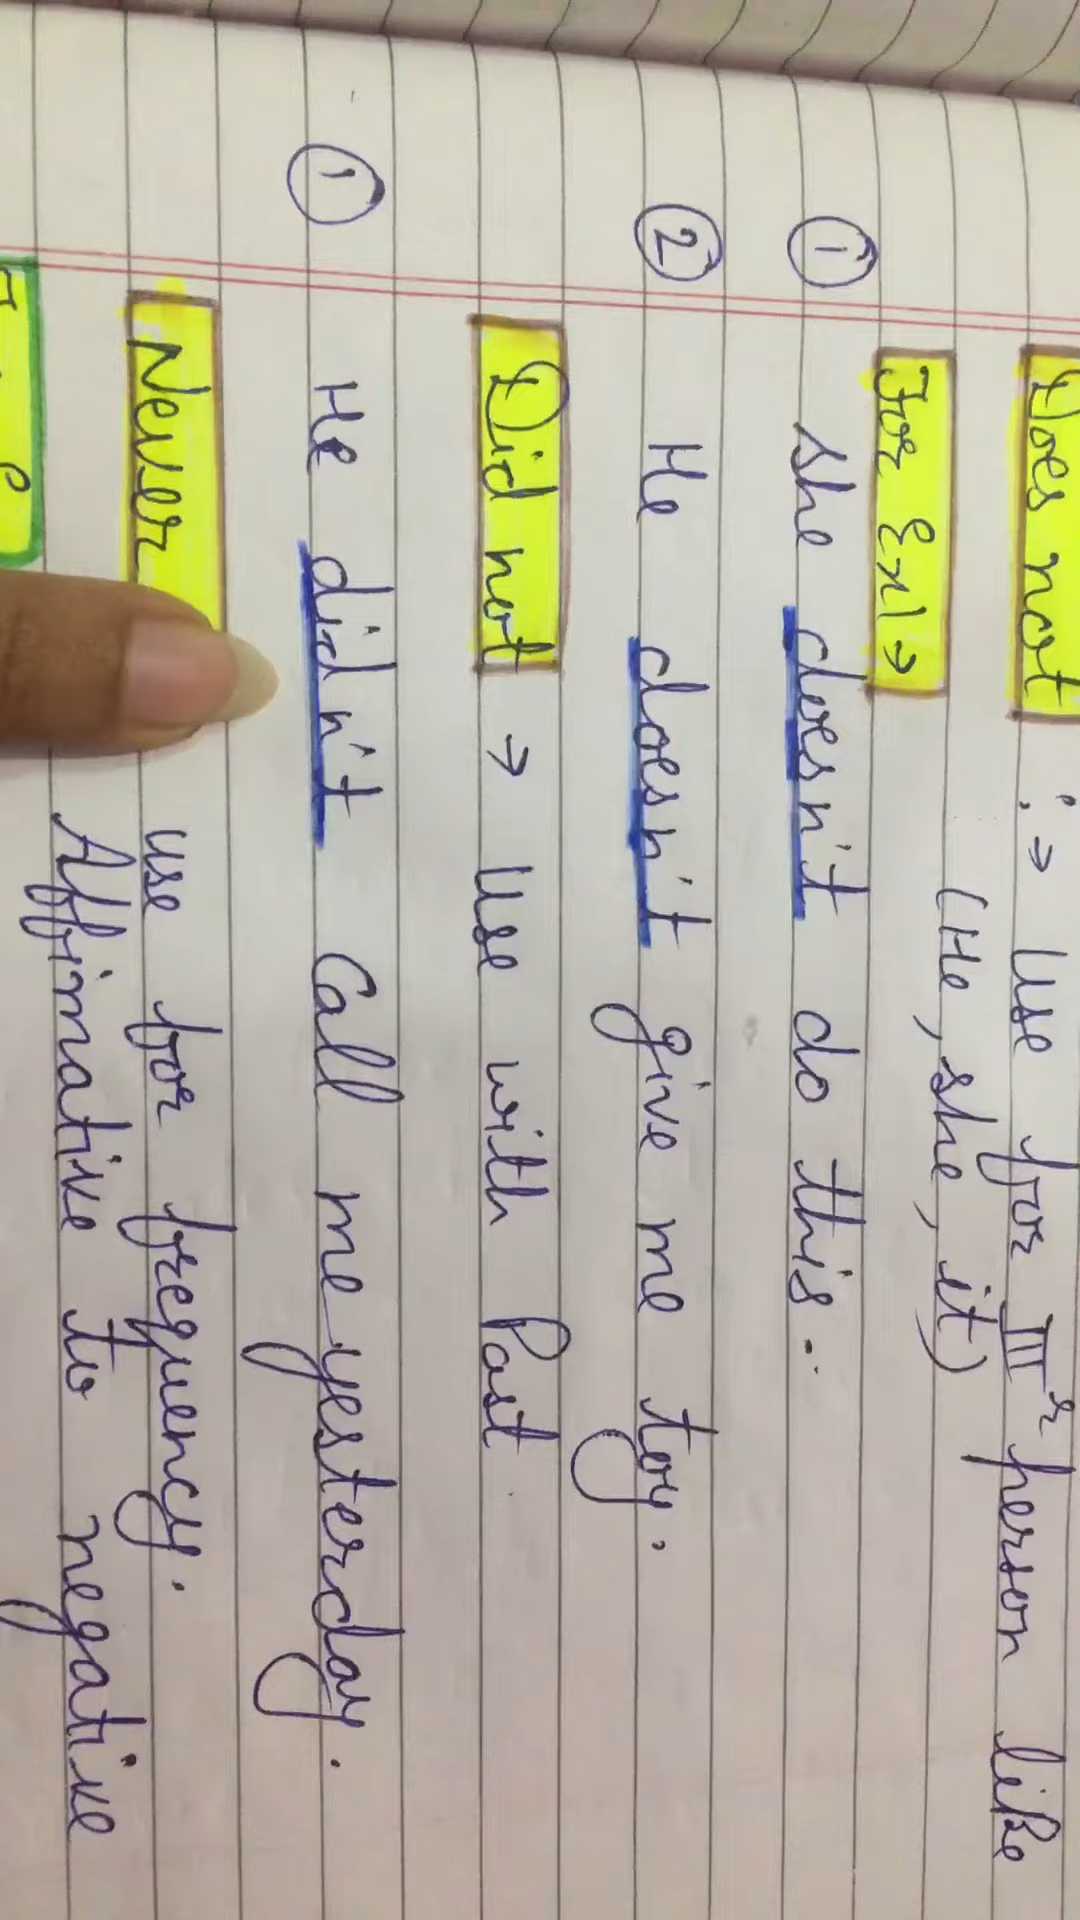 Does not :→ Use for III r person like
(He, she, it)
For Ex1→
① she doesn't do this.
② He doesn't give me toy.
Did not → Use with Past
① He didn't Call me yesterday.
Never use for frequency.
Affimative to negative